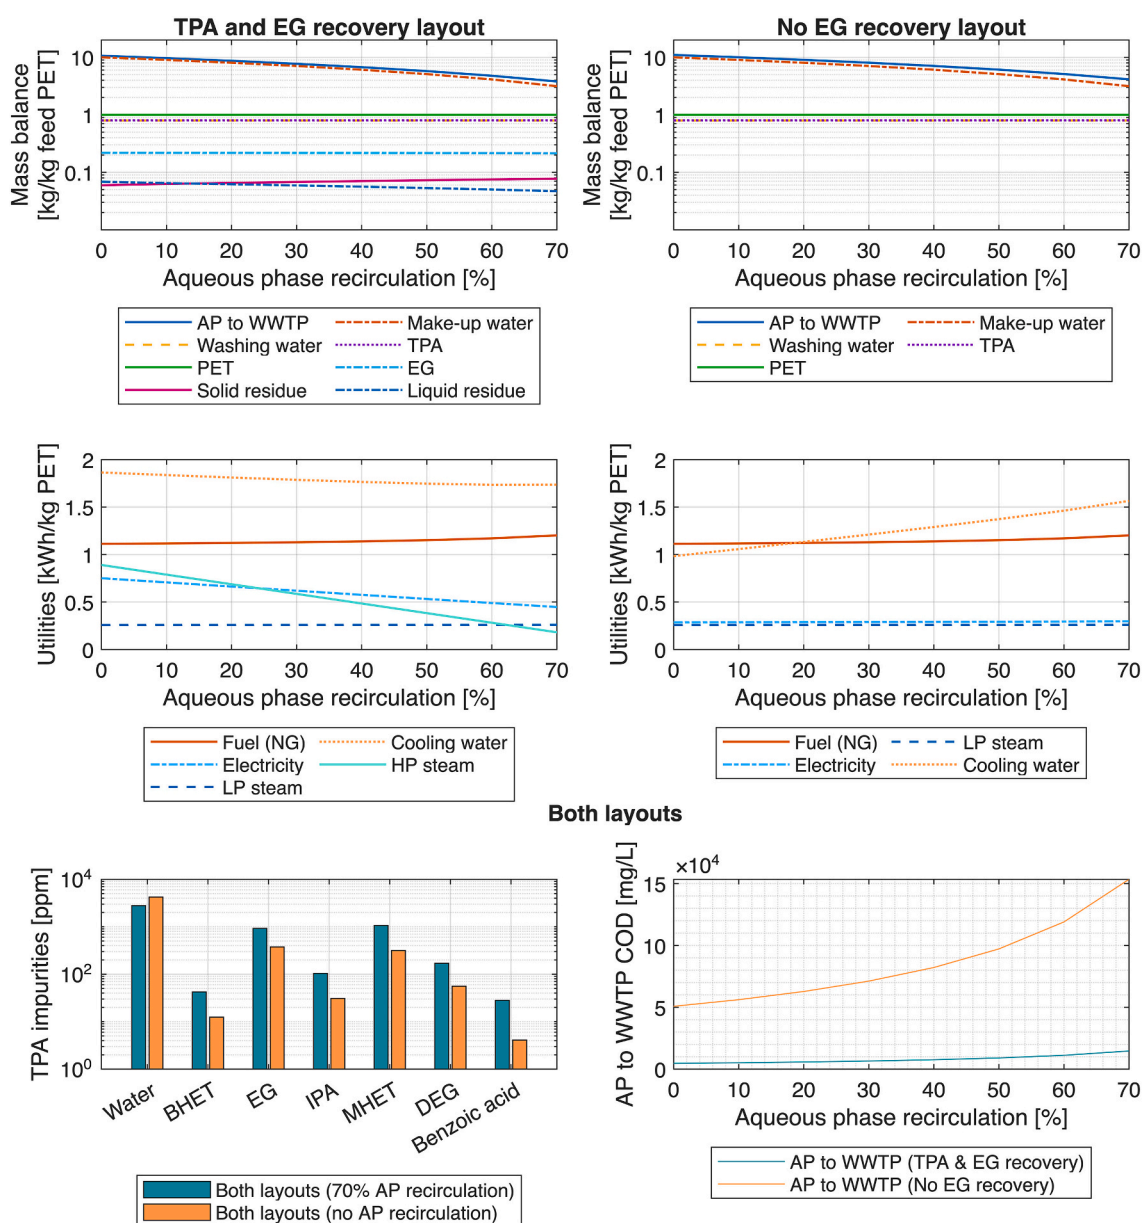 TPA and EG recovery layout
Mass balance
[kg/kg feed PET]
10
1
0.1
0 10 20 30 40 50 60 70
Aqueous phase recirculation [%]
AP to WWTP Make-up water
Washing water TPA
PET EG
Solid residue Liquid residue
No EG recovery layout
Mass balance
[kg/kg feed PET]
10
1
0.1
0 10 20 30 40 50 60 70
Aqueous phase recirculation [%]
AP to WWTP Make-up water
Washing water TPA
PET
Utilities [kWh/kg PET]
2
1.5
1
0.5
0
0 10 20 30 40 50 60 70
Aqueous phase recirculation [%]
Fuel (NG) Cooling water
Electricity HP steam
LP steam
Utilities [kWh/kg PET]
2
1.5
1
0.5
0
0 10 20 30 40 50 60 70
Aqueous phase recirculation [%]
Fuel (NG) LP steam
Electricity Cooling water
Both layouts
TPA impurities [ppm]
10⁴
10²
10⁰
Water BHET EG IPA MHET DEG Benzoic acid
Both layouts (70% AP recirculation)
Both layouts (no AP recirculation)
AP to WWTP COD [mg/L]
×10⁴
15
10
5
0
0 10 20 30 40 50 60 70
Aqueous phase recirculation [%]
AP to WWTP (TPA & EG recovery)
AP to WWTP (No EG recovery)